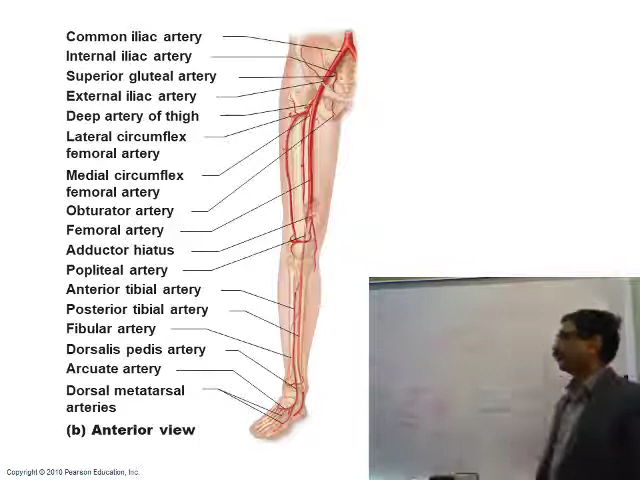 Common iliac artery
Internal iliac artery
Superior gluteal artery
External iliac artery
Deep artery of thigh
Lateral circumflex
femoral artery
Medial circumflex
femoral artery
Obturator artery
Femoral artery
Adductor hiatus
Popliteal artery
Anterior tibial artery
Posterior tibial artery
Fibular artery
Dorsalis pedis artery
Arcuate artery
Dorsal metatarsal
arteries
(b) Anterior view
Copyright © 2010 Pearson Education, Inc.